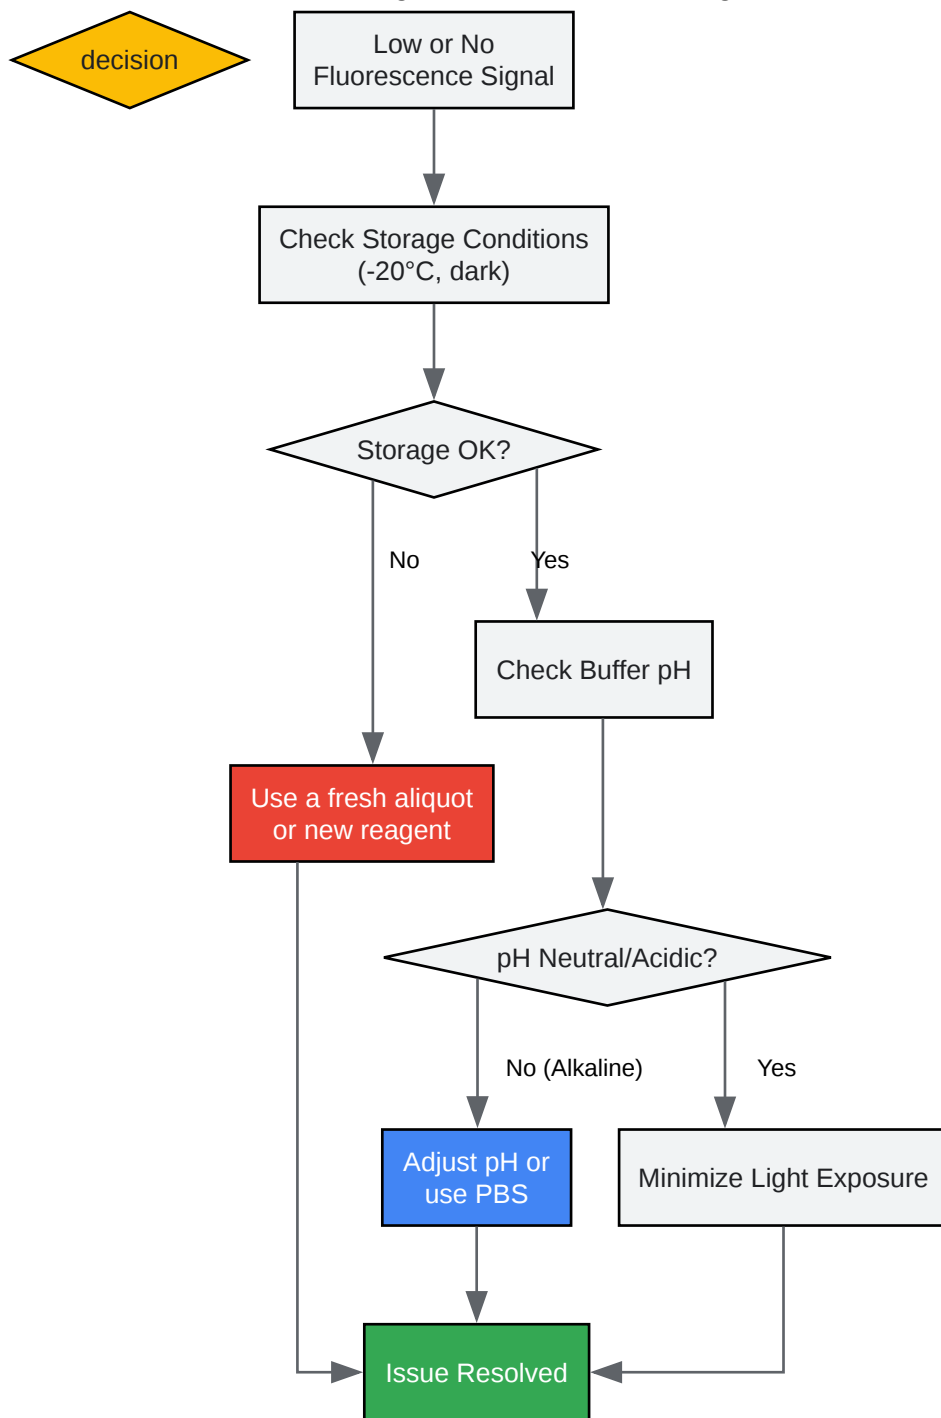 decision
Low or No
Fluorescence Signal
Check Storage Conditions
(-20°C, dark)
Storage OK?
No
Yes
Check Buffer pH
Use a fresh aliquot
or new reagent
pH Neutral/Acidic?
No (Alkaline)
Yes
Adjust pH or
use PBS
Minimize Light Exposure
Issue Resolved